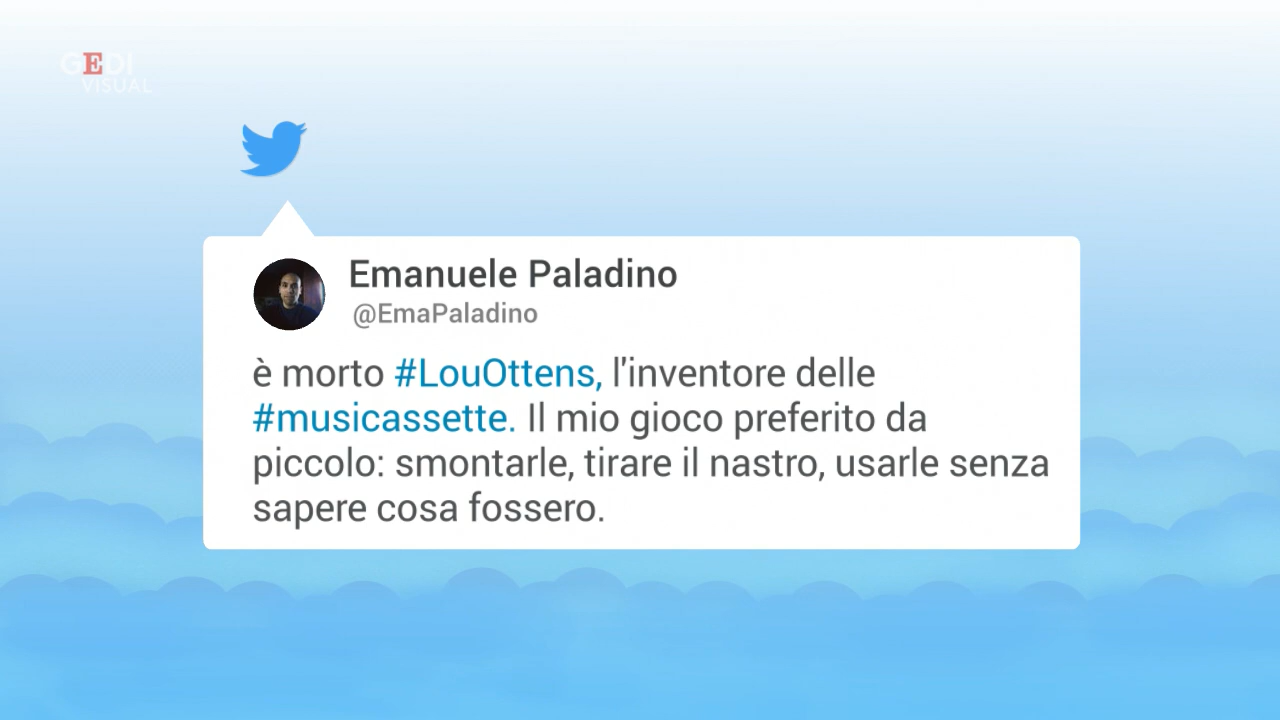 GEDI
VISUAL
Emanuele Paladino
@EmaPaladino
è morto #LouOttens, l'inventore delle
#musicassette. Il mio gioco preferito da
piccolo: smontarle, tirare il nastro, usarle senza
sapere cosa fossero.